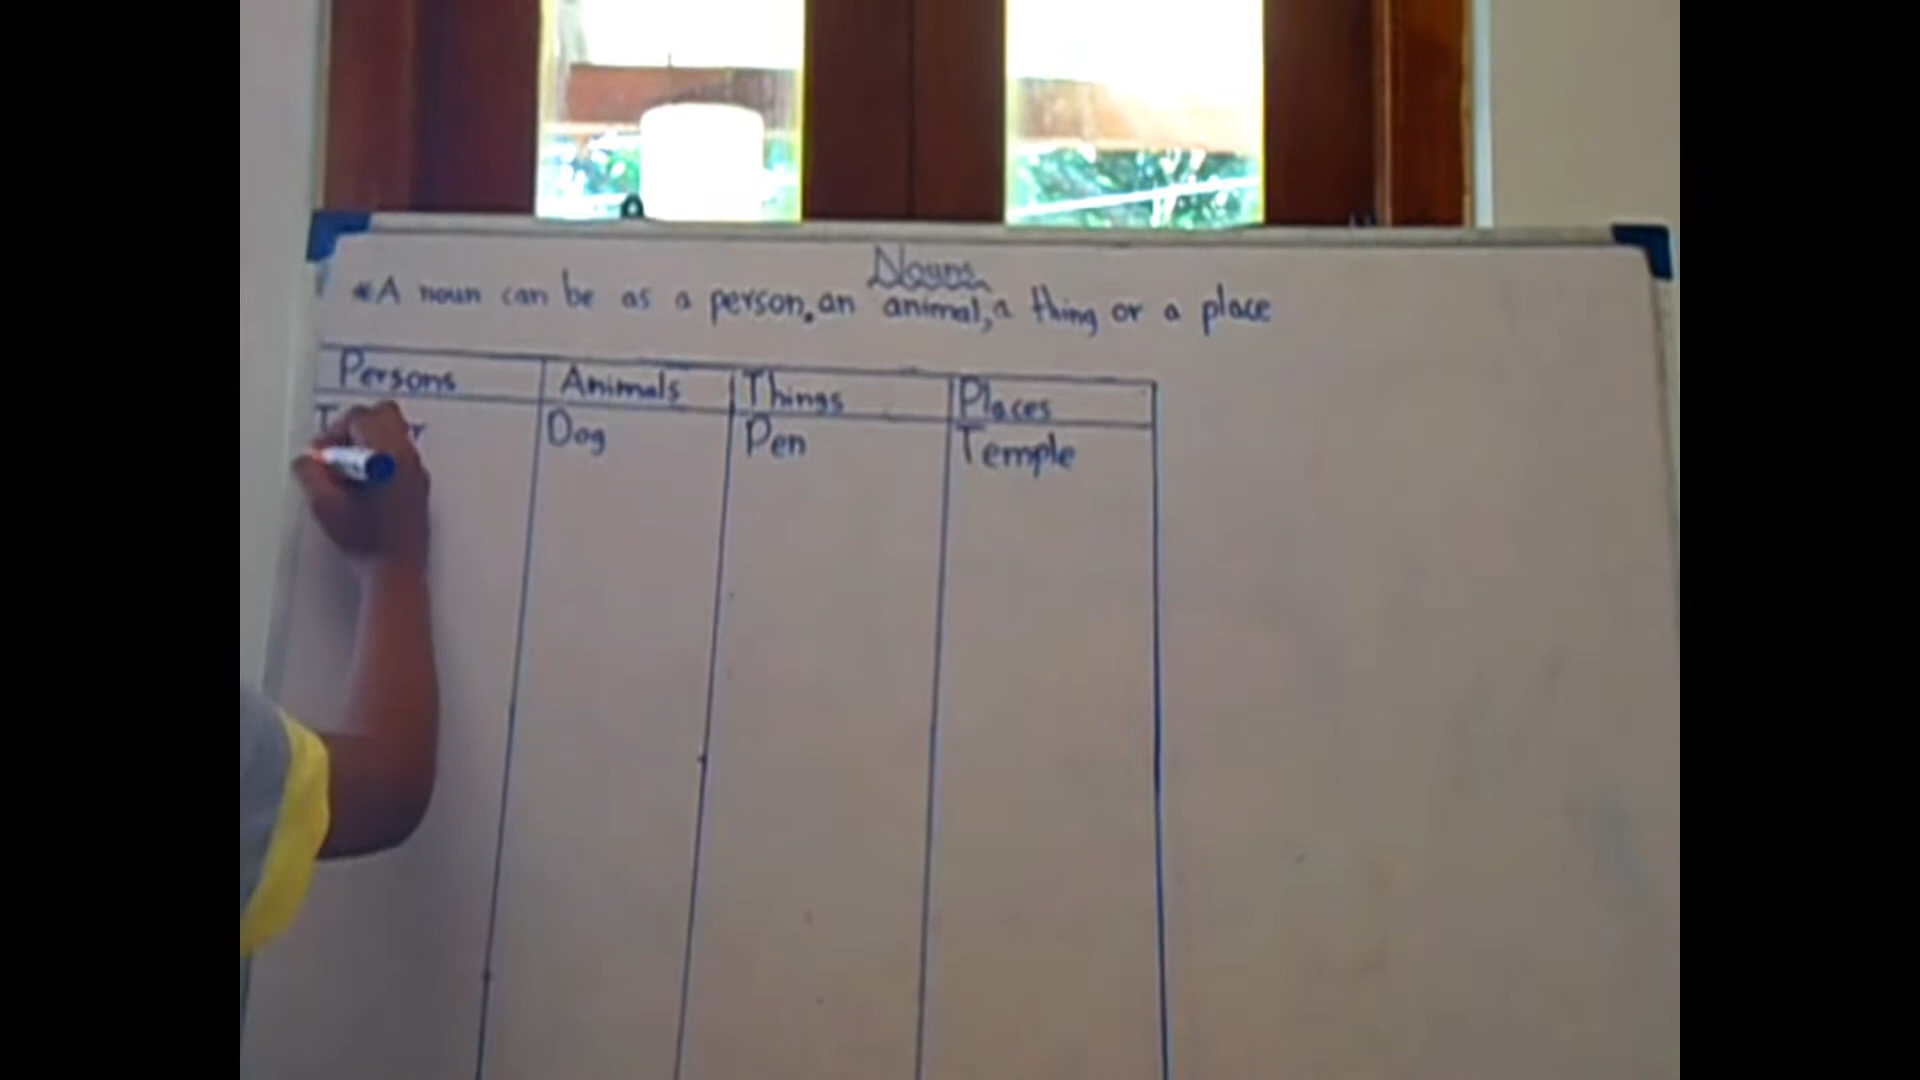 Nouns
*A noun can be as a person, an animal, a thing or a place
Persons Animals Things Places
Dog Pen Temple